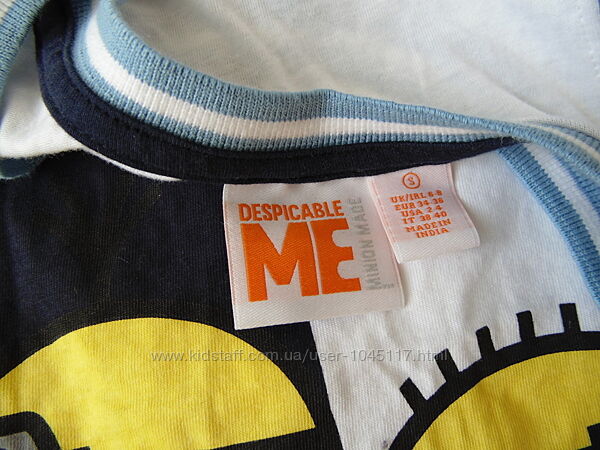 DESPICABLE
ME
MINION MADE
S
UK/IRL 6-8
EUR 34-36
USA 2-4
IT 38-40
MADE IN
INDIA
www.kidstaff.com.ua/user-1045117.html